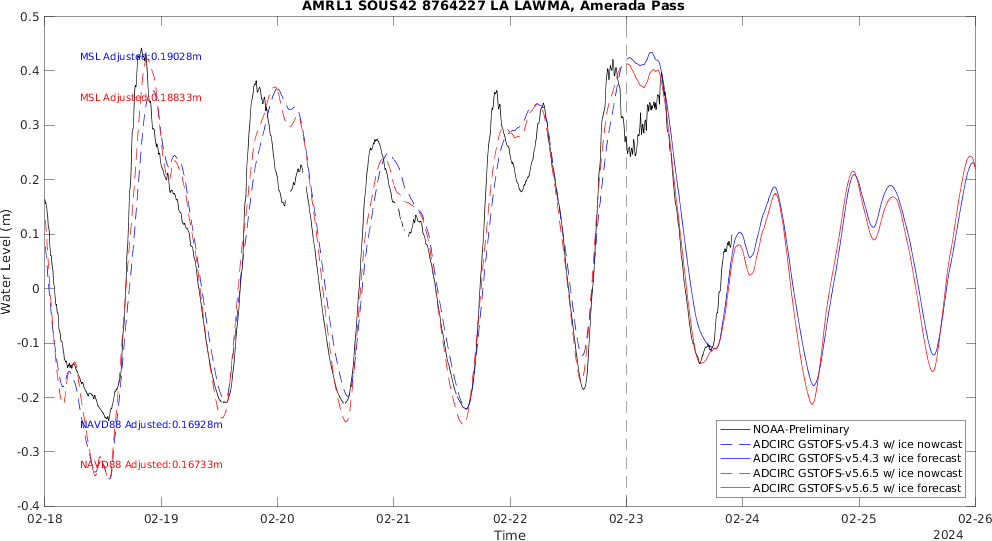 AMRL1 SOUS42 8764227 LA LAWMA, Amerada Pass
0.5
0.4
0.3
0.2
0.1
0
-0.1
-0.2
-0.3
-0.4
Water Level (m)
MSL Adjusted:0.19028m
MSL Adjusted:0.18833m
NAVD88 Adjusted:0.16928m
NAVD88 Adjusted:0.16733m
NOAA-Preliminary
ADCIRC GSTOFS-v5.4.3 w/ ice nowcast
ADCIRC GSTOFS-v5.4.3 w/ ice forecast
ADCIRC GSTOFS-v5.6.5 w/ ice nowcast
ADCIRC GSTOFS-v5.6.5 w/ ice forecast
02-18 02-19 02-20 02-21 02-22 02-23 02-24 02-25 02-26
Time
2024